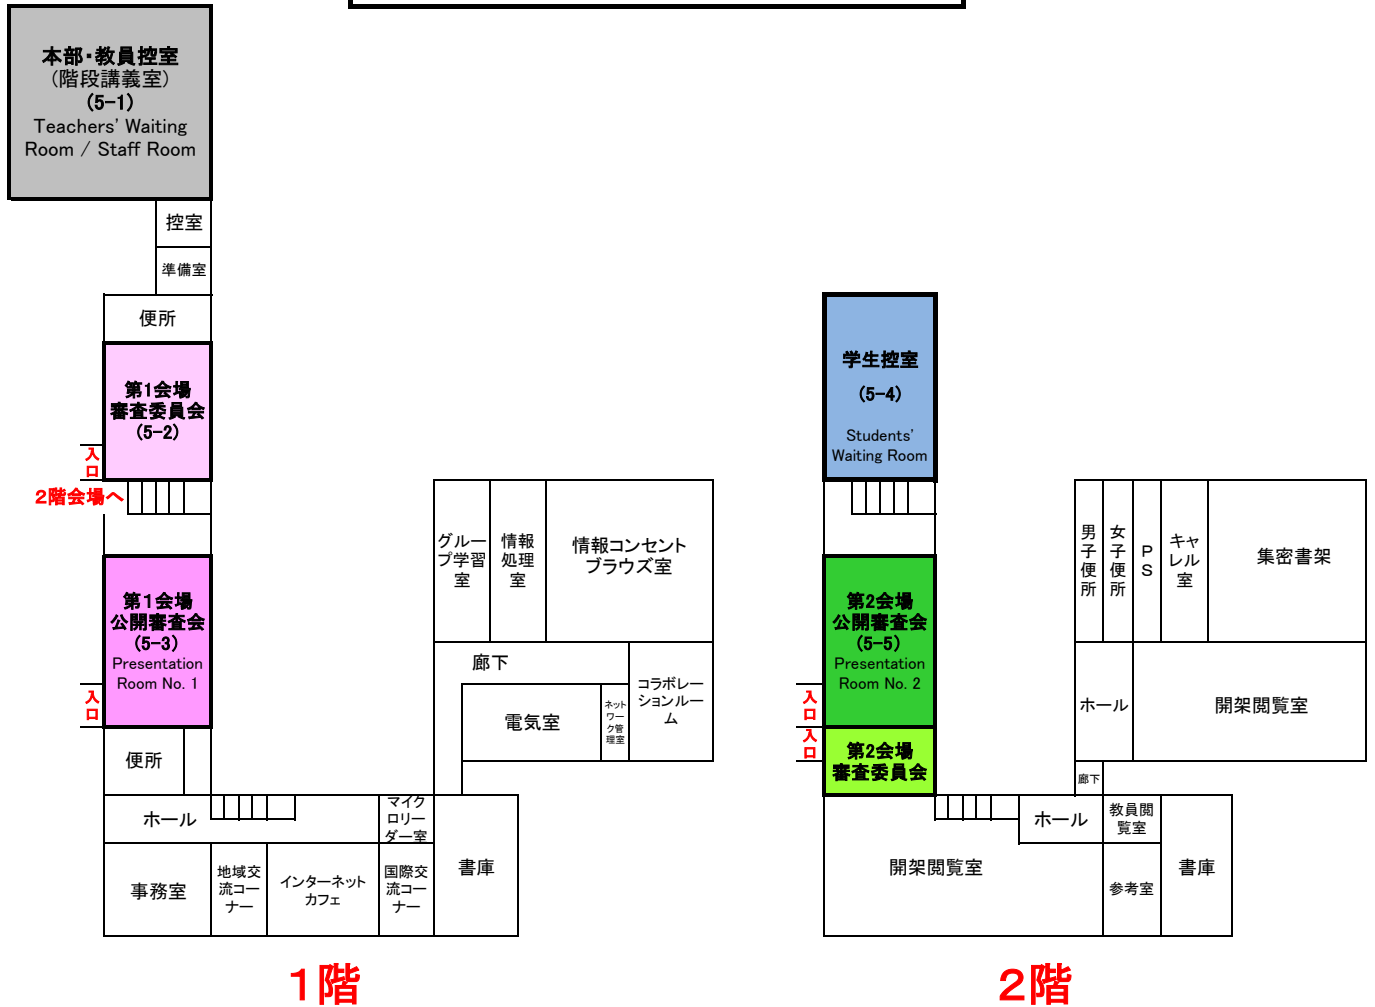 本部・教員控室
(階段講義室)
(5-1)
Teachers' Waiting
Room / Staff Room
控室
準備室
便所
第1会場
審査委員会
(5-2)
入
口
2階会場へ
第1会場
公開審査会
(5-3)
Presentation
Room No. 1
入
口
便所
ホール
マイク
ロリー
ダー室
事務室
地域交
流コー
ナー
インターネット
カフェ
国際交
流コー
ナー
書庫
グルー
プ学習
室
情報
処理
室
情報コンセント
ブラウズ室
廊下
電気室
ネット
ワー
ク管
理室
コラボレー
ションルー
ム
1階
学生控室
(5-4)
Students'
Waiting Room
第2会場
公開審査会
(5-5)
Presentation
Room No. 2
入
口
入
口
第2会場
審査委員会
開架閲覧室
ホール
教員閲
覧室
参考室
書庫
男
子
便
所
女
子
便
所
P
S
キャ
レル
室
集密書架
ホール
開架閲覧室
廊下
2階